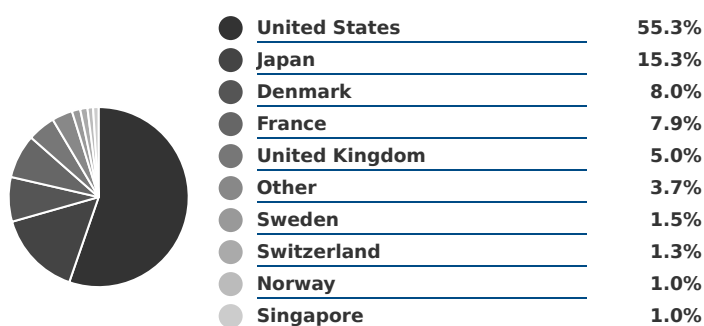 United States 55.3%
Japan 15.3%
Denmark 8.0%
France 7.9%
United Kingdom 5.0%
Other 3.7%
Sweden 1.5%
Switzerland 1.3%
Norway 1.0%
Singapore 1.0%